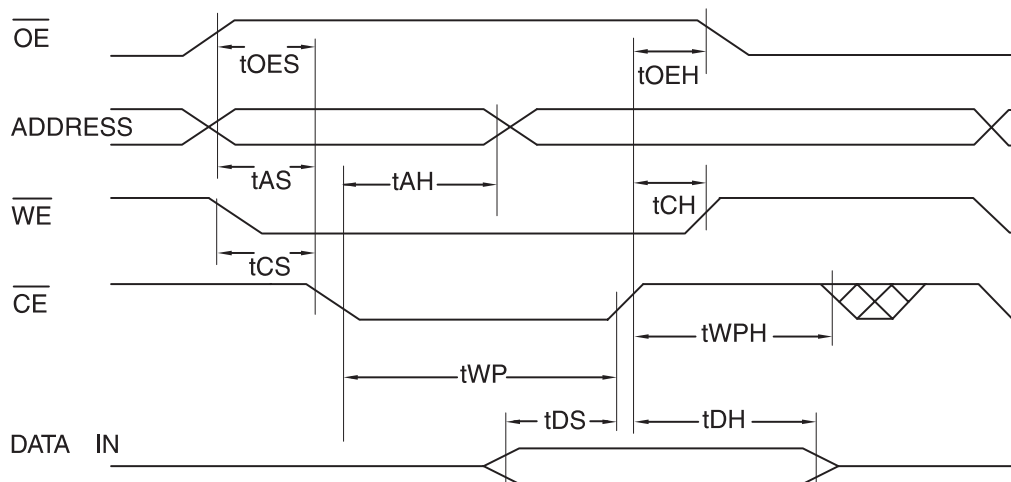 OE
tOES
tOEH
ADDRESS
tAS
tAH
WE
tCH
tCS
CE
tWPH
tWP
tDS
tDH
DATA IN